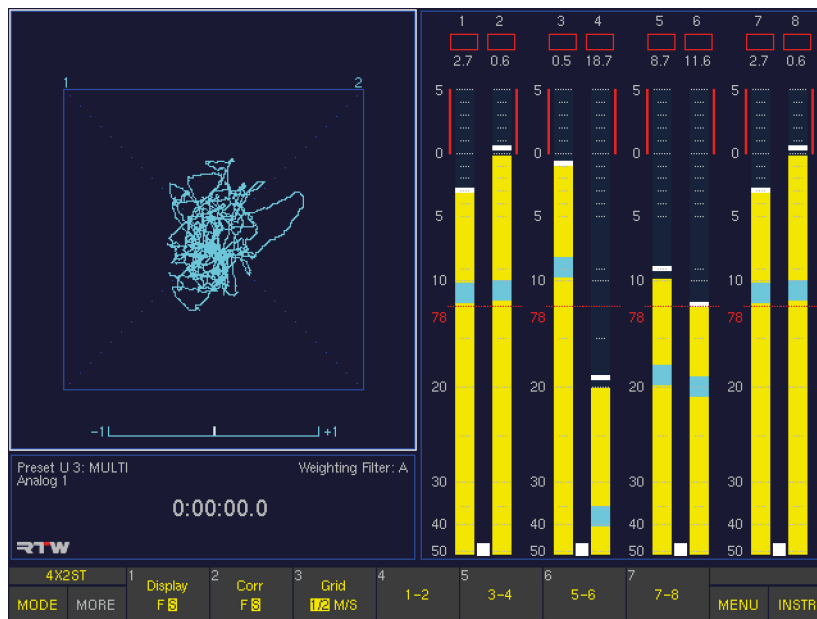 1 2 3 4 5 6 7 8
2.7 0.6 0.5 18.7 8.7 11.6 2.7 0.6
1 2
5 5 5 5
0 0 0 0
5 5 5 5
10 10 10 10
78 78 78 78
20 20 20 20
30 30 30 30
40 40 40 40
50 50 50 50
-1 +1
Preset U 3: MULTI Weighting Filter: A
Analog 1
0:00:00.0
RTW
4X2ST 1 2 3 4 5 6 7
Display Corr Grid 1-2 3-4 5-6 7-8
MODE MORE F S F S 1/2 M/S MENU INSTR